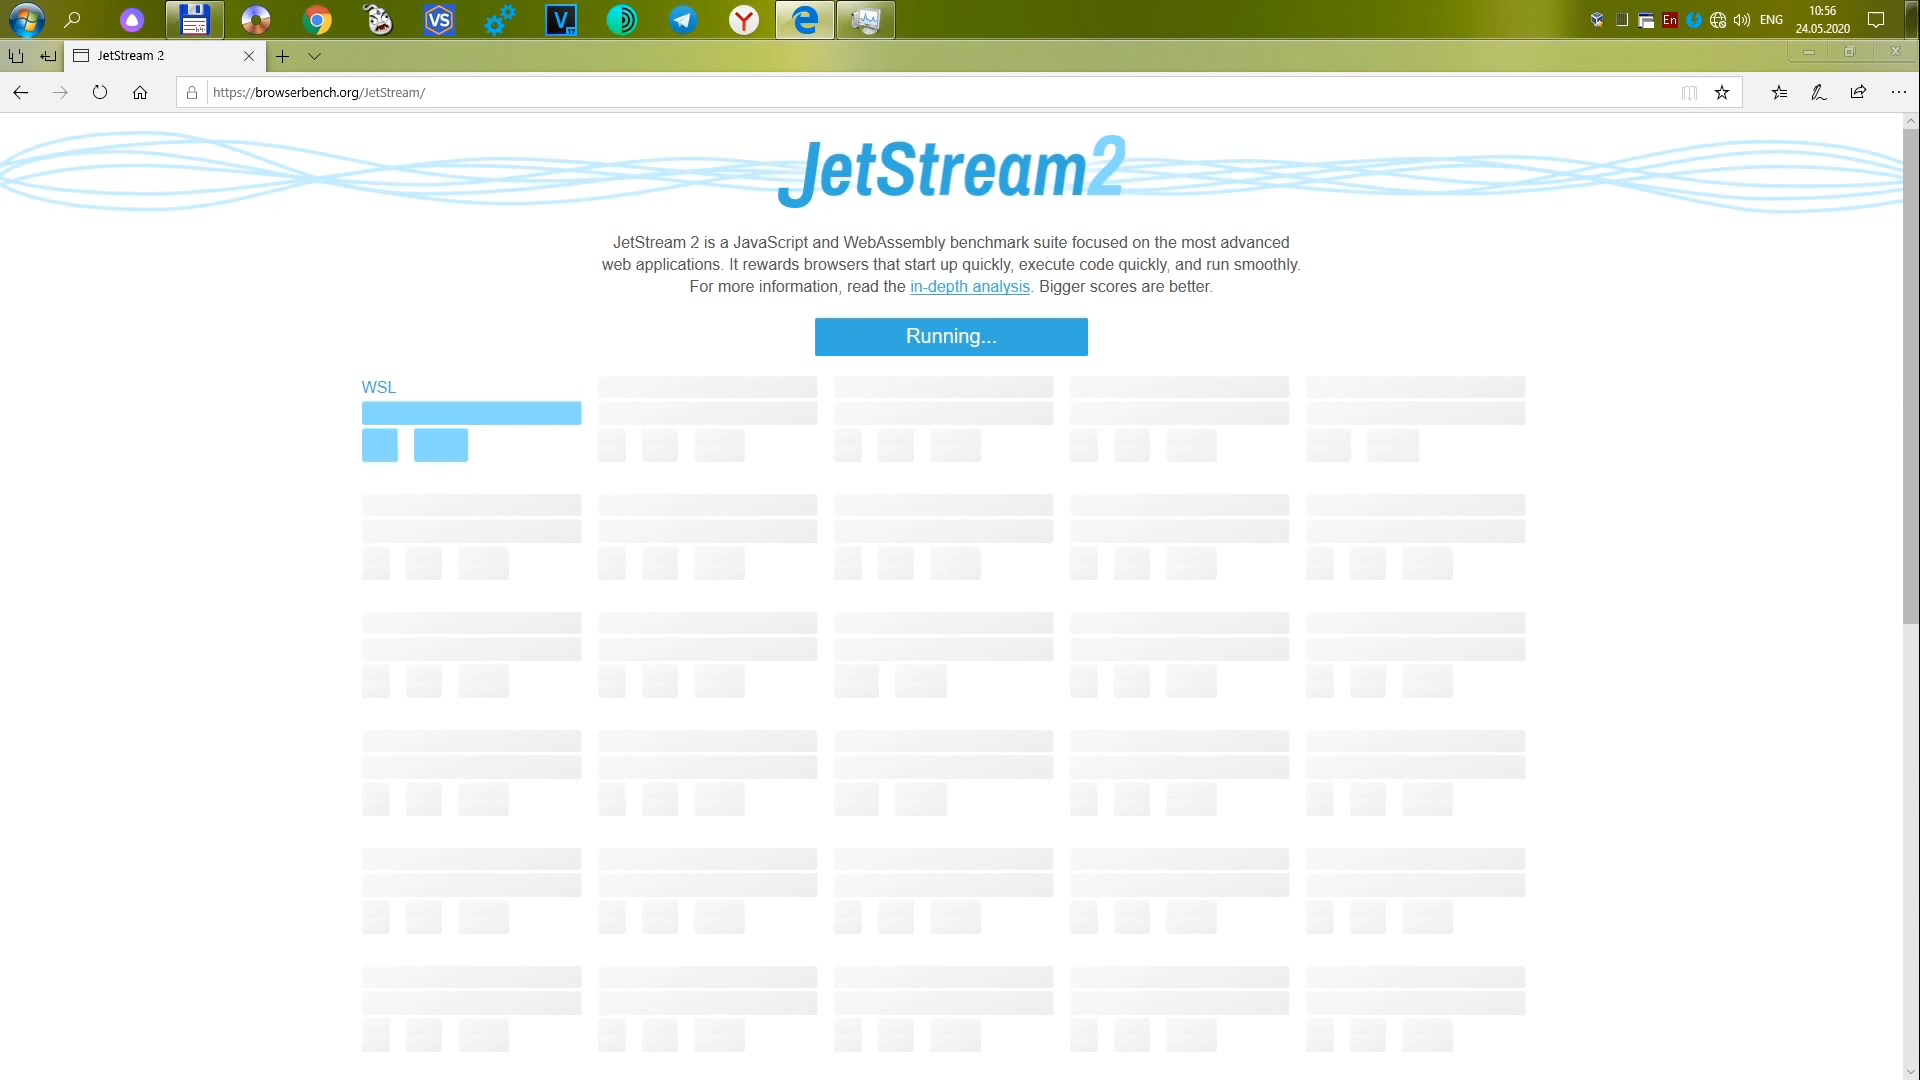 10:56
ENG
24.05.2020
JetStream 2
https://browserbench.org/JetStream/
JetStream2
JetStream 2 is a JavaScript and WebAssembly benchmark suite focused on the most advanced
web applications. It rewards browsers that start up quickly, execute code quickly, and run smoothly.
For more information, read the in-depth analysis. Bigger scores are better.
Running...
WSL